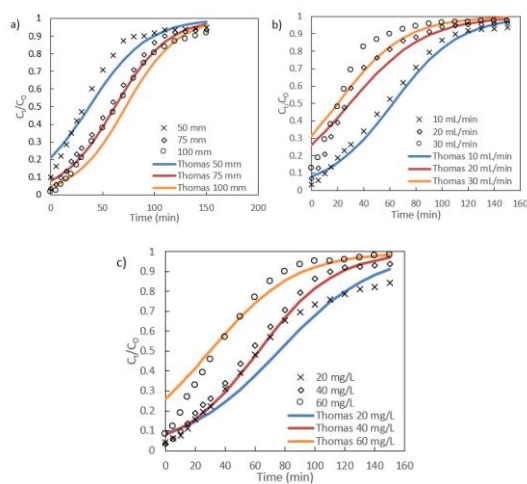 a)
C_t/C_O
1
0.9
0.8
0.7
0.6
0.5
0.4
0.3
0.2
0.1
0
0 50 100 150 200
Time (min)
50 mm
75 mm
100 mm
Thomas 50 mm
Thomas 75 mm
Thomas 100 mm
b)
C_t/C_O
1
0.9
0.8
0.7
0.6
0.5
0.4
0.3
0.2
0.1
0
0 20 40 60 80 100 120 140 160
Time (min)
10 mL/min
20 mL/min
30 mL/min
Thomas 10 mL/min
Thomas 20 mL/min
Thomas 30 mL/min
c)
C_t/C_O
1
0.9
0.8
0.7
0.6
0.5
0.4
0.3
0.2
0.1
0
0 20 40 60 80 100 120 140 160
Time (min)
20 mg/L
40 mg/L
60 mg/L
Thomas 20 mg/L
Thomas 40 mg/L
Thomas 60 mg/L